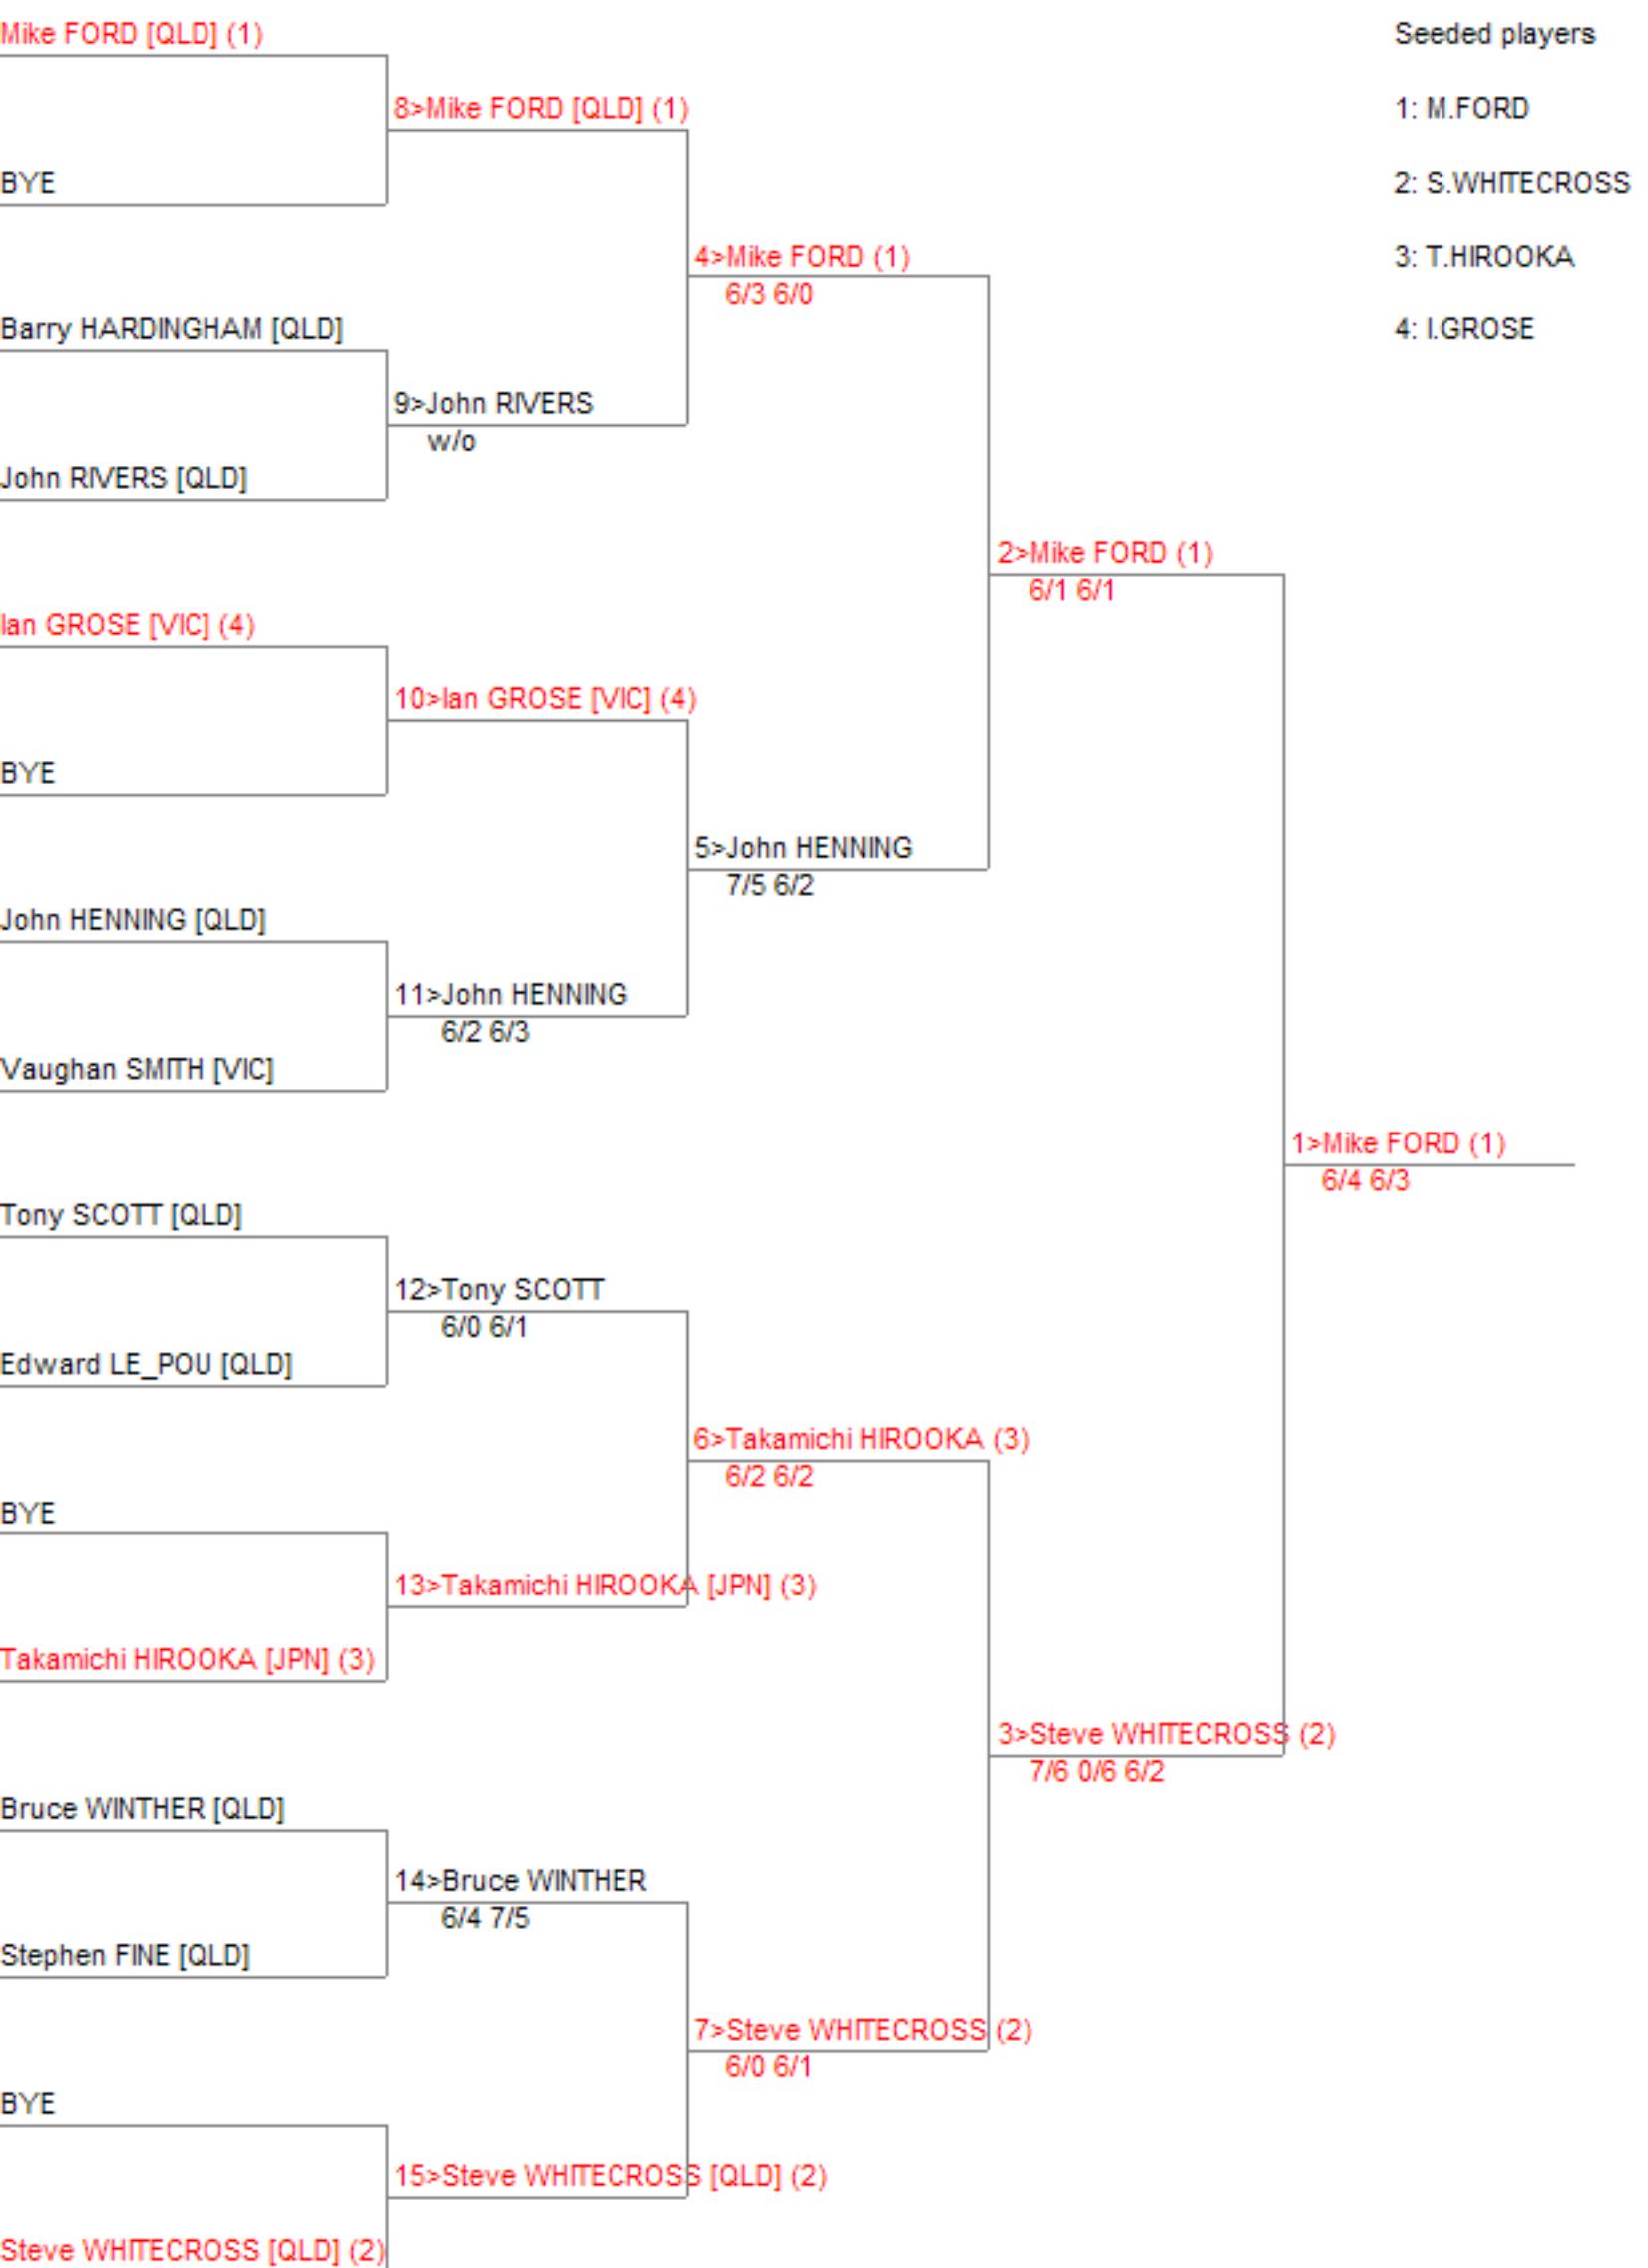 Mike FORD [QLD] (1)
Seeded players
8>Mike FORD [QLD] (1)
1: M.FORD
BYE
2: S.WHITECROSS
4>Mike FORD (1)
3: T.HIROOKA
6/3 6/0
Barry HARDINGHAM [QLD]
4: I.GROSE
9>John RIVERS
w/o
John RIVERS [QLD]
2>Mike FORD (1)
6/1 6/1
Ian GROSE [VIC] (4)
10>Ian GROSE [VIC] (4)
BYE
5>John HENNING
7/5 6/2
John HENNING [QLD]
11>John HENNING
6/2 6/3
Vaughan SMITH [VIC]
1>Mike FORD (1)
6/4 6/3
Tony SCOTT [QLD]
12>Tony SCOTT
6/0 6/1
Edward LE_POU [QLD]
6>Takamichi HIROOKA (3)
6/2 6/2
BYE
13>Takamichi HIROOKA [JPN] (3)
Takamichi HIROOKA [JPN] (3)
3>Steve WHITECROSS (2)
7/6 0/6 6/2
Bruce WINTHER [QLD]
14>Bruce WINTHER
6/4 7/5
Stephen FINE [QLD]
7>Steve WHITECROSS (2)
6/0 6/1
BYE
15>Steve WHITECROSS [QLD] (2)
Steve WHITECROSS [QLD] (2)